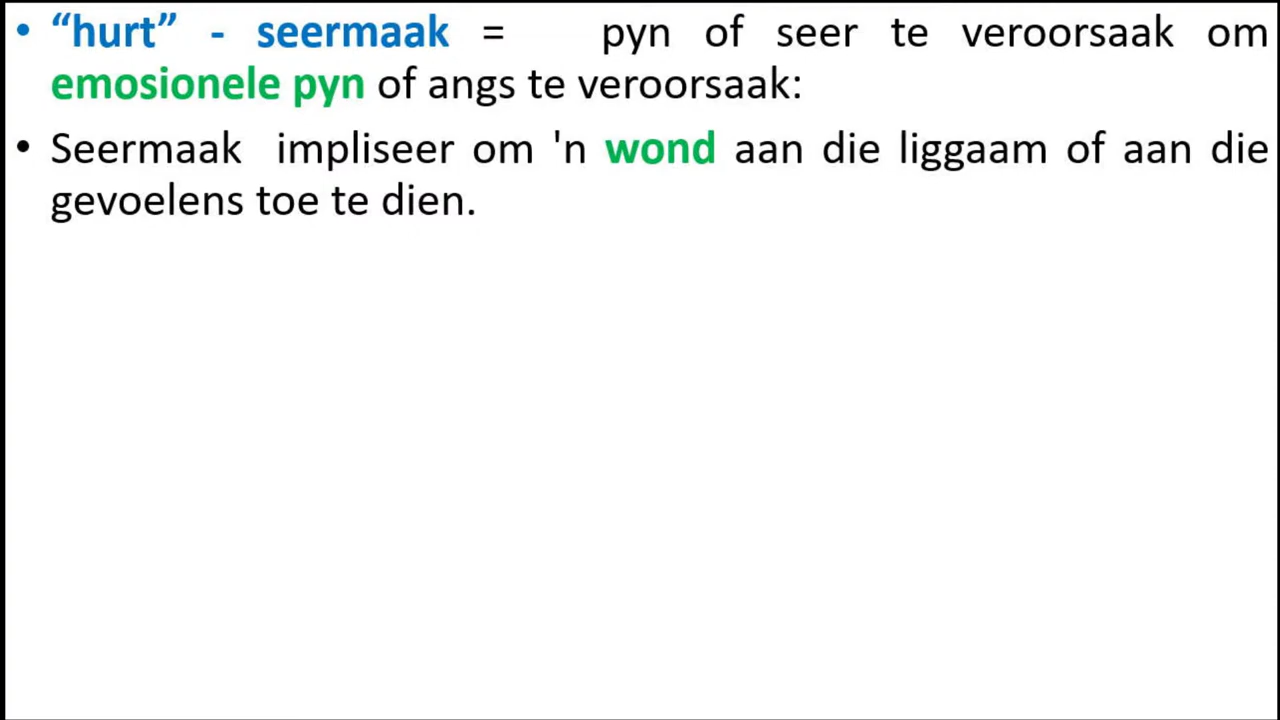 • “hurt” - seermaak = pyn of seer te veroorsaak om
emosionele pyn of angs te veroorsaak:
• Seermaak impliseer om 'n wond aan die liggaam of aan die
gevoelens toe te dien.